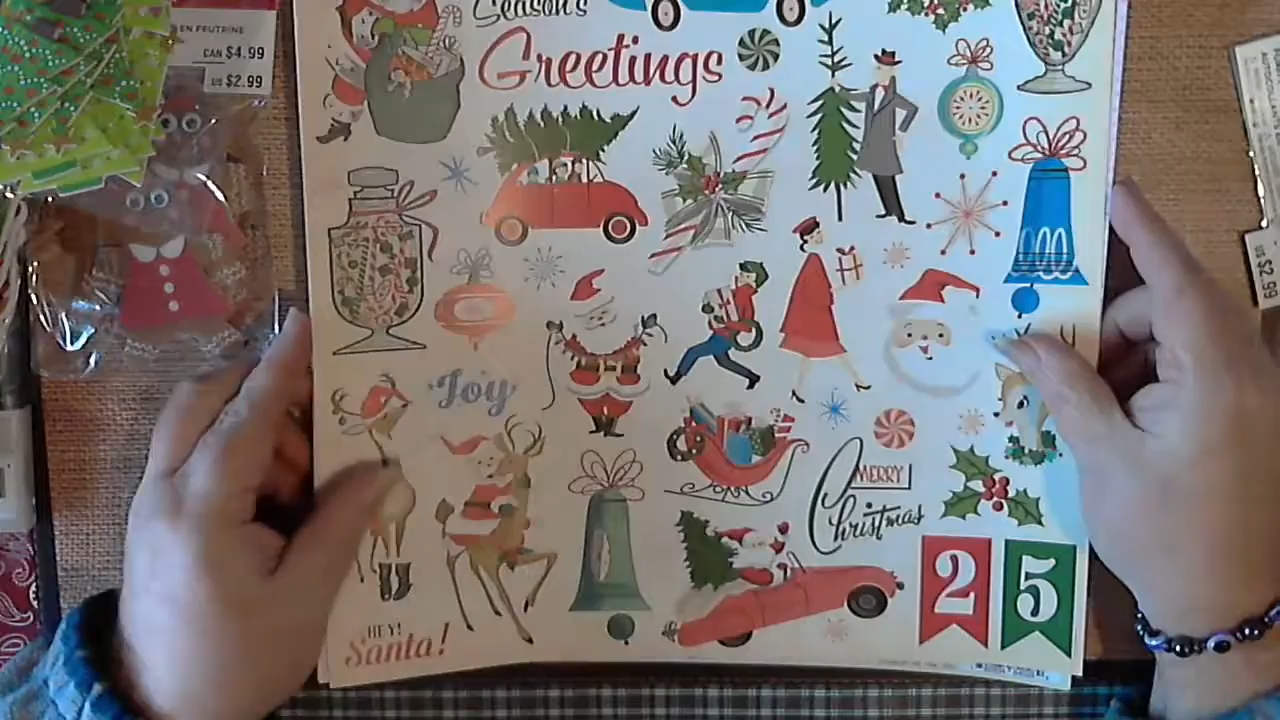 Season's
Greetings
EN FEUTRINE
CAN $4.99
US $2.99
Joy
MERRY
Christmas
HEY!
Santa!
2 5
$2.99